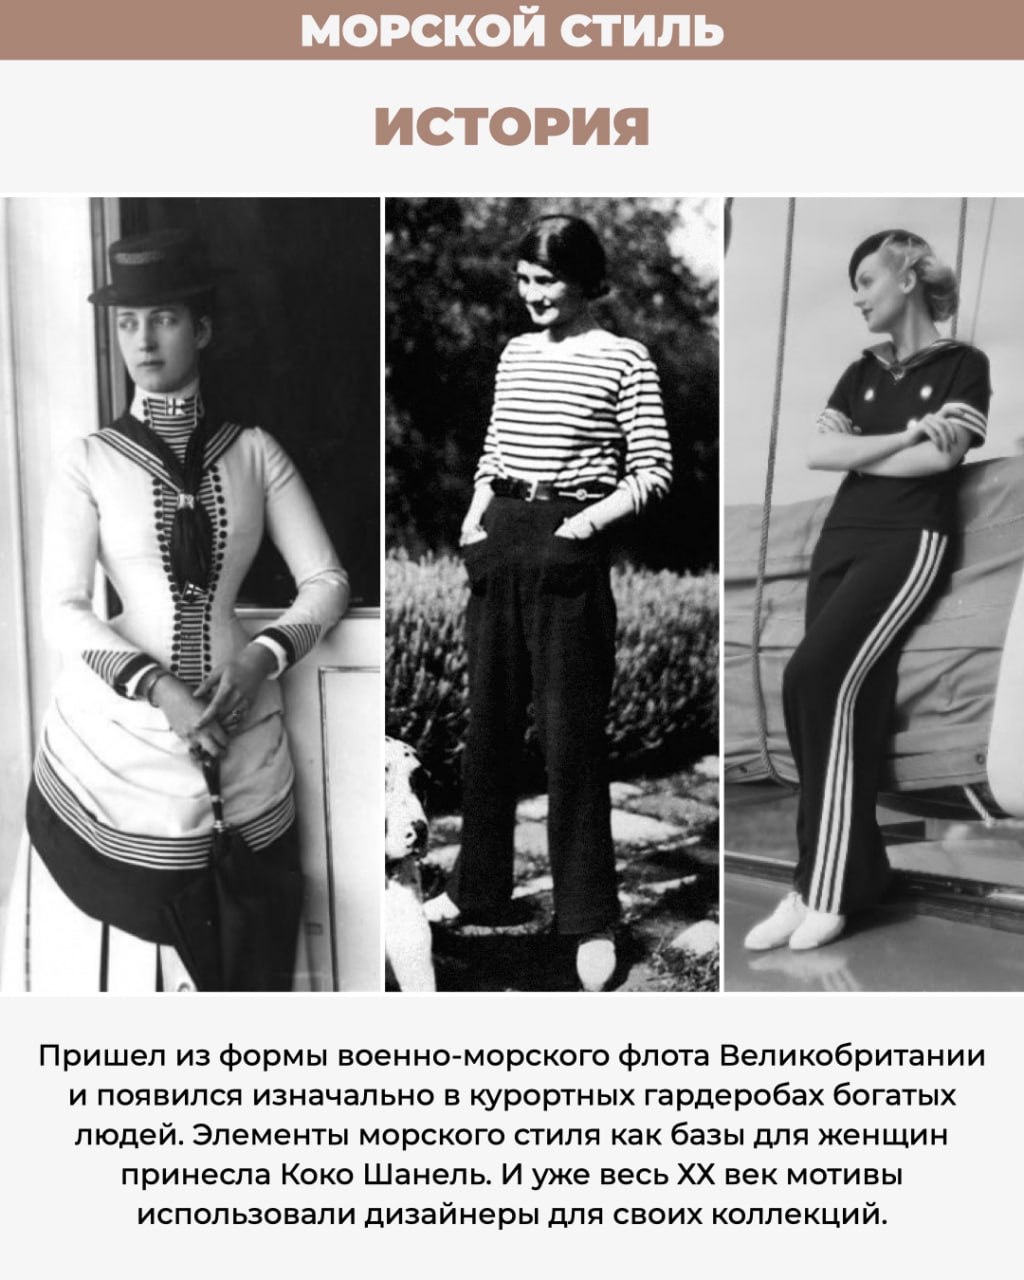 МОРСКОЙ СТИЛЬ
ИСТОРИЯ
Пришел из формы военно-морского флота Великобритании
и появился изначально в курортных гардеробах богатых
людей. Элементы морского стиля как базы для женщин
принесла Коко Шанель. И уже весь XX век мотивы
использовали дизайнеры для своих коллекций.